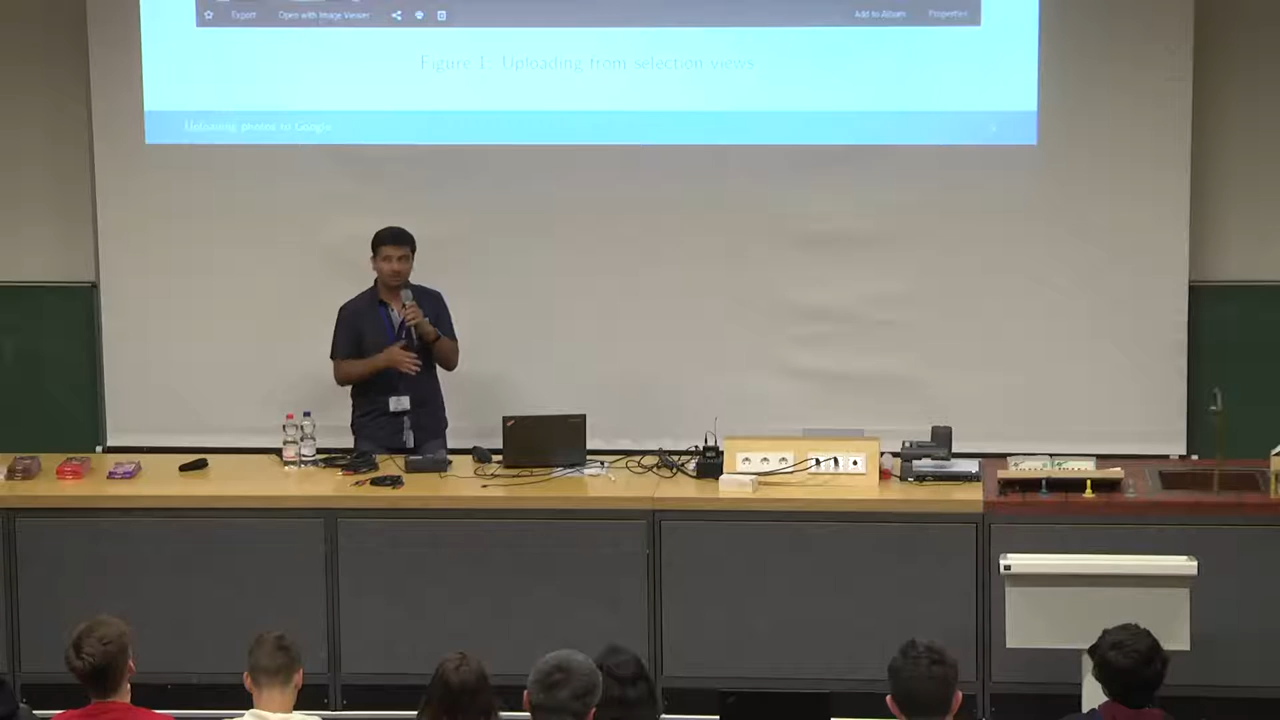 Export Open with Image Viewer Add to Album Properties
Figure 1: Uploading from selection views
Uploading photos to Google